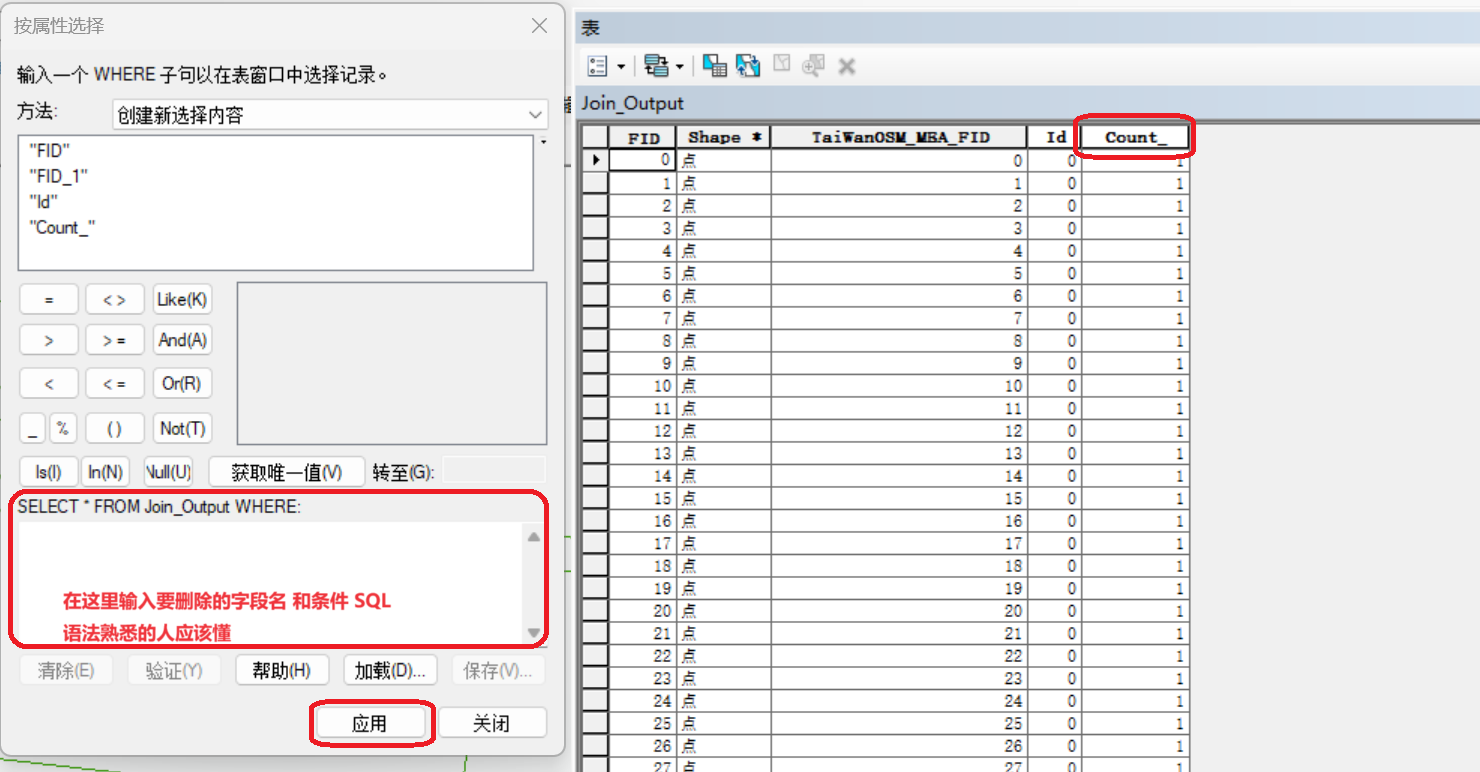 按属性选择
输入一个 WHERE 子句以在表窗口中选择记录。
方法:
创建新选择内容
"FID"
"FID_1"
"Id"
"Count_"
= < > Like(K)
> > = And(A)
< < = Or(R)
_ % ( ) Not(T)
Is(I) In(N) Null(U) 获取唯一值(V) 转至(G):
SELECT * FROM Join_Output WHERE:
在这里输入要删除的字段名 和条件 SQL
语法熟悉的人应该懂
清除(E) 验证(Y) 帮助(H) 加载(D)... 保存(V)...
应用 关闭
表
Join_Output
FID Shape * TaiWanOSM_MBA_FID Id Count_
0 点 0 0 1
1 点 1 0 1
2 点 2 0 1
3 点 3 0 1
4 点 4 0 1
5 点 5 0 1
6 点 6 0 1
7 点 7 0 1
8 点 8 0 1
9 点 9 0 1
10 点 10 0 1
11 点 11 0 1
12 点 12 0 1
13 点 13 0 1
14 点 14 0 1
15 点 15 0 1
16 点 16 0 1
17 点 17 0 1
18 点 18 0 1
19 点 19 0 1
20 点 20 0 1
21 点 21 0 1
22 点 22 0 1
23 点 23 0 1
24 点 24 0 1
25 点 25 0 1
26 点 26 0 1
27 点 27 0 1